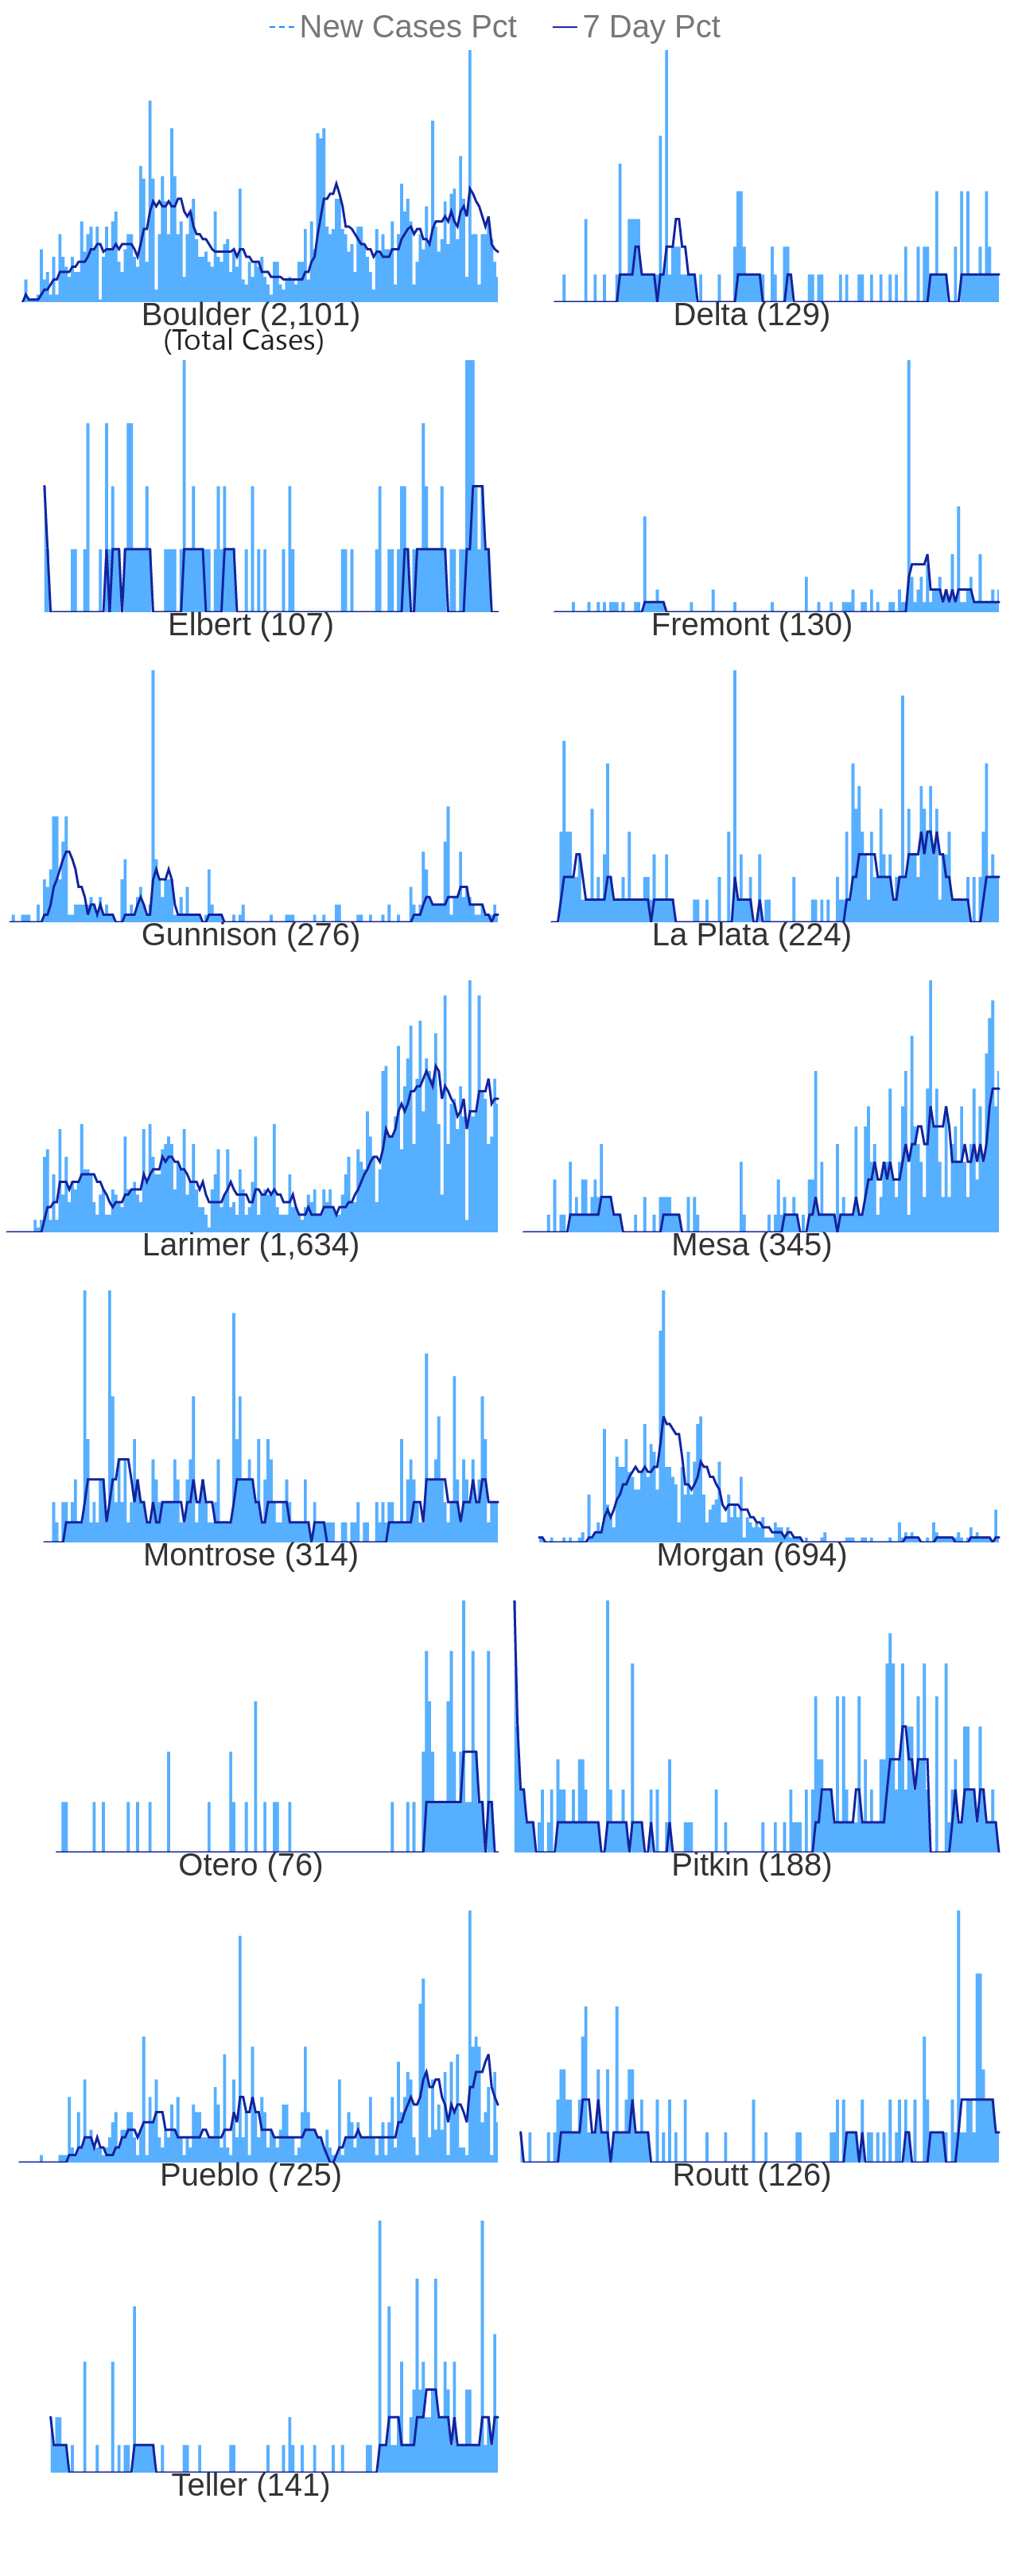 New Cases Pct 7 Day Pct
Boulder (2,101) Delta (129)
(Total Cases)
Elbert (107) Fremont (130)
Gunnison (276) La Plata (224)
Larimer (1,634) Mesa (345)
Montrose (314) Morgan (694)
Otero (76) Pitkin (188)
Pueblo (725) Routt (126)
Teller (141)